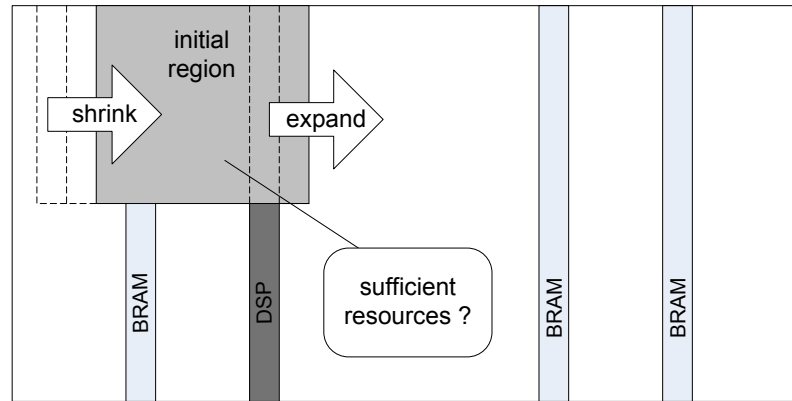 initial
region
shrink
expand
sufficient
resources ?
BRAM
DSP
BRAM
BRAM